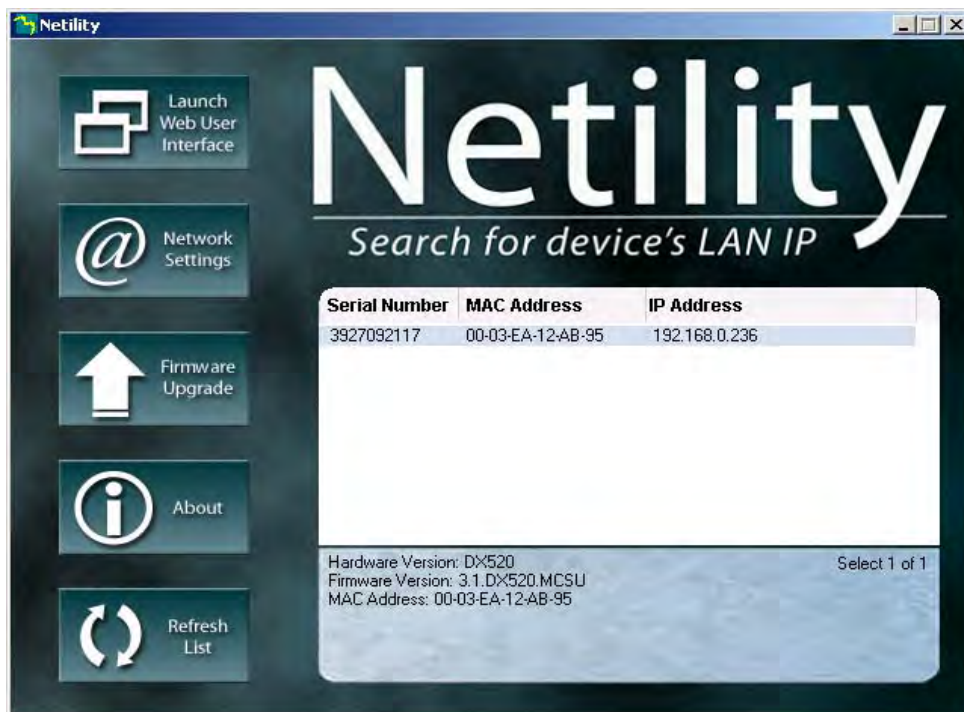 Netility
Launch
Web User
Interface
Network
Settings
Firmware
Upgrade
About
Refresh
List
Netility
Search for device's LAN IP
Serial Number MAC Address IP Address
3927092117 00-03-EA-12-AB-95 192.168.0.236
Hardware Version: DX520 Select 1 of 1
Firmware Version: 3.1.DX520.MCSU
MAC Address: 00-03-EA-12-AB-95